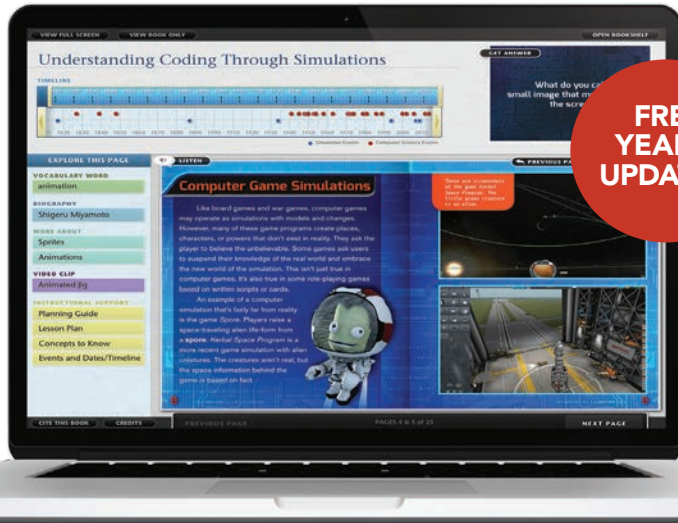 VIEW FULL SCREEN
VIEW BOOK ONLY
OPEN BOOKSHELF
Understanding Coding Through Simulations
GET ANSWER
What do you
small image that
the
TIMELINE
Simulation Events
Computer Science Events
FRE
YEAR
UPDAT
EXPLORE THIS PAGE
LISTEN
PREVIOUS
VOCABULARY WORD
animation
BIOGRAPHY
Shigeru Miyamoto
MORE ABOUT
Sprites
Animations
VIDEO CLIP
Animated Jig
INSTRUCTIONAL SUPPORT
Planning Guide
Lesson Plan
Concepts to Know
Events and Dates/Timeline
Computer Game Simulations
Like board games and war games, computer games
may operate as simulations with models and changes.
However, many of these game programs create places,
characters, or powers that don't exist in reality. They ask the
player to believe the unbelievable. Some games ask users
to suspend their knowledge of the real world and embrace
the new world of the simulation. This isn't just true in
computer games. It's also true in some role-playing games
based on written scripts or cards.
An example of a computer
simulation that's fairly far from reality
is the game Spore. Players raise a
space-traveling alien life-form from
a spore. Kerbal Space Program is a
more recent game simulation with alien
creatures. The creatures aren't real, but
the space information behind the
game is based on fact.
These are screenshots
of the game Kerbal
Space Program. The
little green creature
is an alien.
CITE THIS BOOK
CREDITS
PREVIOUS PAGE
PAGES 4 & 5 of 23
NEXT PAGE